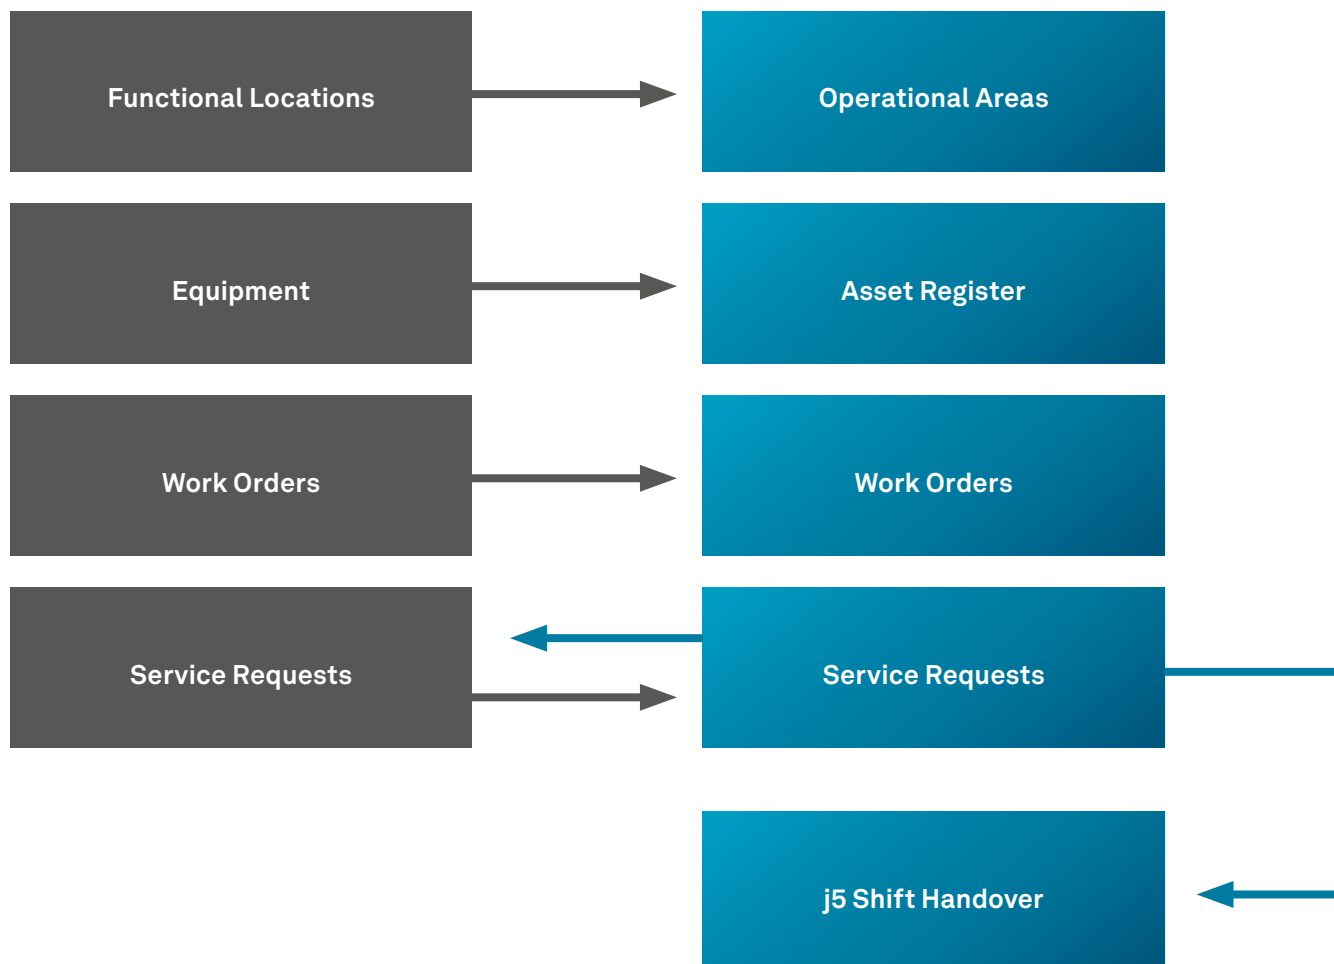 Functional Locations
Operational Areas
Equipment
Asset Register
Work Orders
Work Orders
Service Requests
Service Requests
j5 Shift Handover